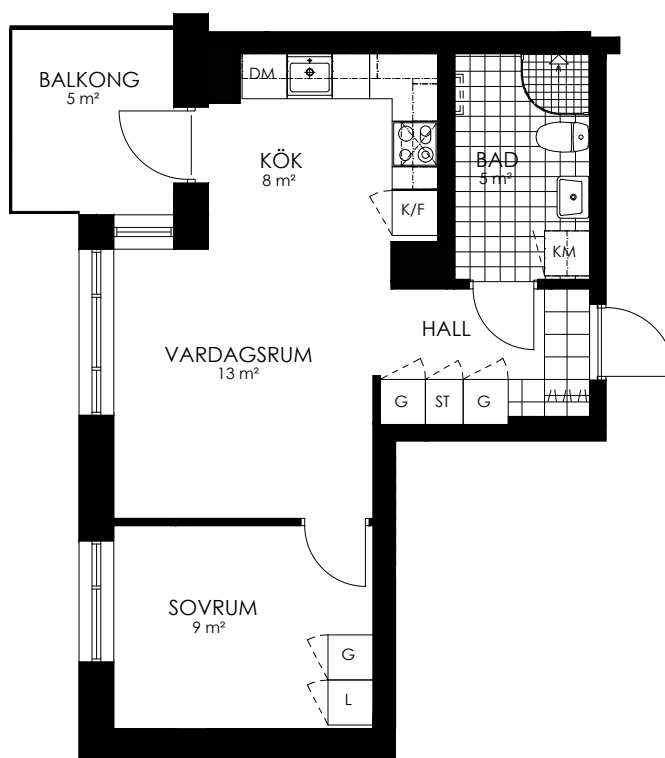 BALKONG
5 m²
DM
KÖK
8 m²
BAD
5 m²
K/F
KM
HALL
VARDAGSRUM
13 m²
G
ST
G
SOVRUM
9 m²
G
L